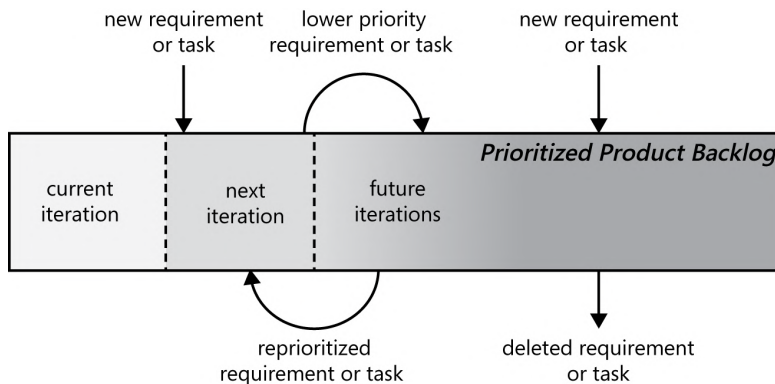 new requirement
or task
lower priority
requirement or task
new requirement
or task
Prioritized Product Backlog
current
iteration
next
iteration
future
iterations
reprioritized
requirement or task
deleted requirement
or task